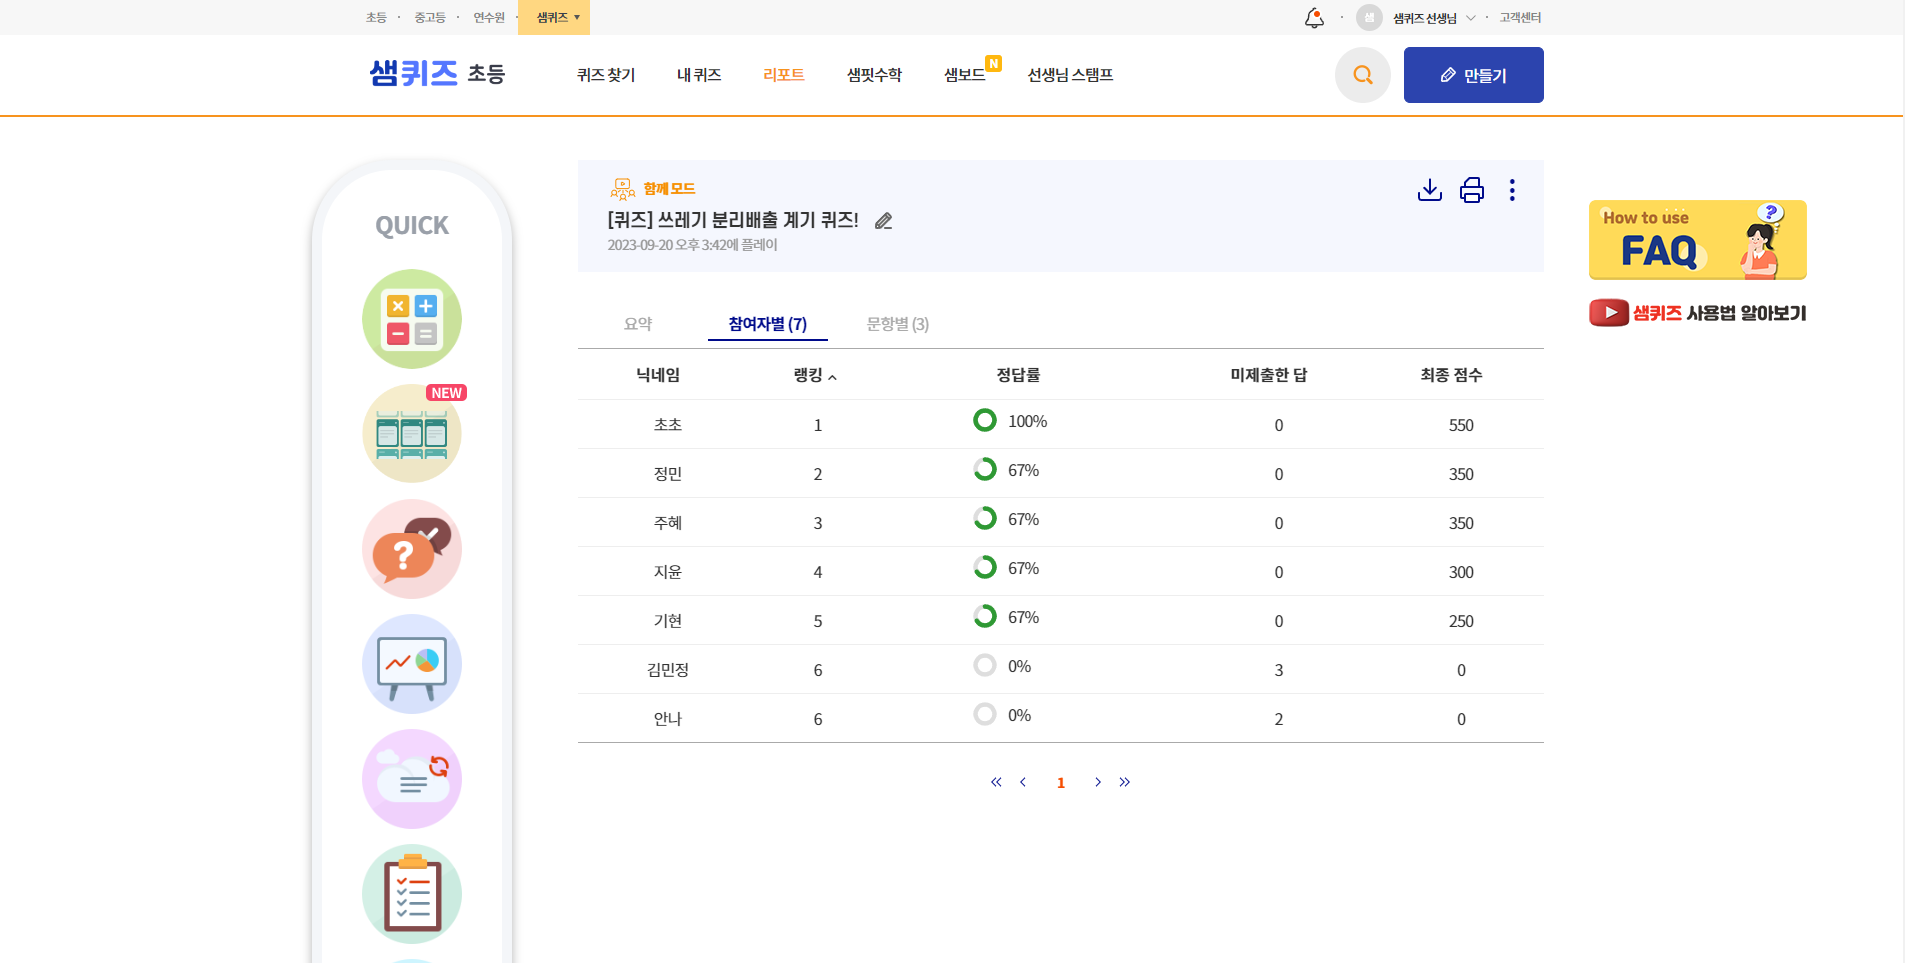 초등 · 중고등 · 연수원 · 샘퀴즈 ▾
· 샘 샘퀴즈 선생님 · 고객센터
샘퀴즈 초등
퀴즈 찾기 내 퀴즈 리포트 샘핏수학 샘보드 N 선생님 스탬프
만들기
QUICK
NEW
함께 모드
[퀴즈] 쓰레기 분리배출 계기 퀴즈!
2023-09-20 오후 3:42에 플레이
요약 참여자별 (7) 문항별 (3)
닉네임 랭킹 정답률 미제출한 답 최종 점수
초초 1 100% 0 550
정민 2 67% 0 350
주혜 3 67% 0 350
지윤 4 67% 0 300
기현 5 67% 0 250
김민정 6 0% 3 0
안나 6 0% 2 0
« ‹ 1 › »
How to use
FAQ
?
샘퀴즈 사용법 알아보기